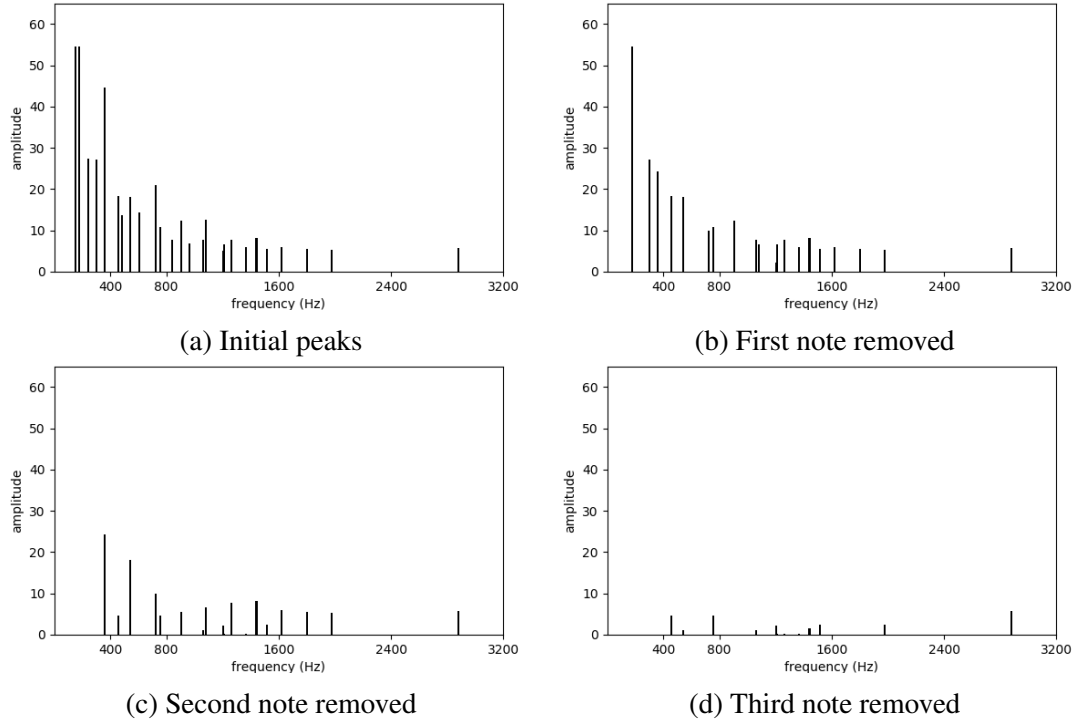 60
50
40
30
20
10
0
amplitude
400 800 1600 2400 3200
frequency (Hz)
(a) Initial peaks
60
50
40
30
20
10
0
amplitude
400 800 1600 2400 3200
frequency (Hz)
(b) First note removed
60
50
40
30
20
10
0
amplitude
400 800 1600 2400 3200
frequency (Hz)
(c) Second note removed
60
50
40
30
20
10
0
amplitude
400 800 1600 2400 3200
frequency (Hz)
(d) Third note removed